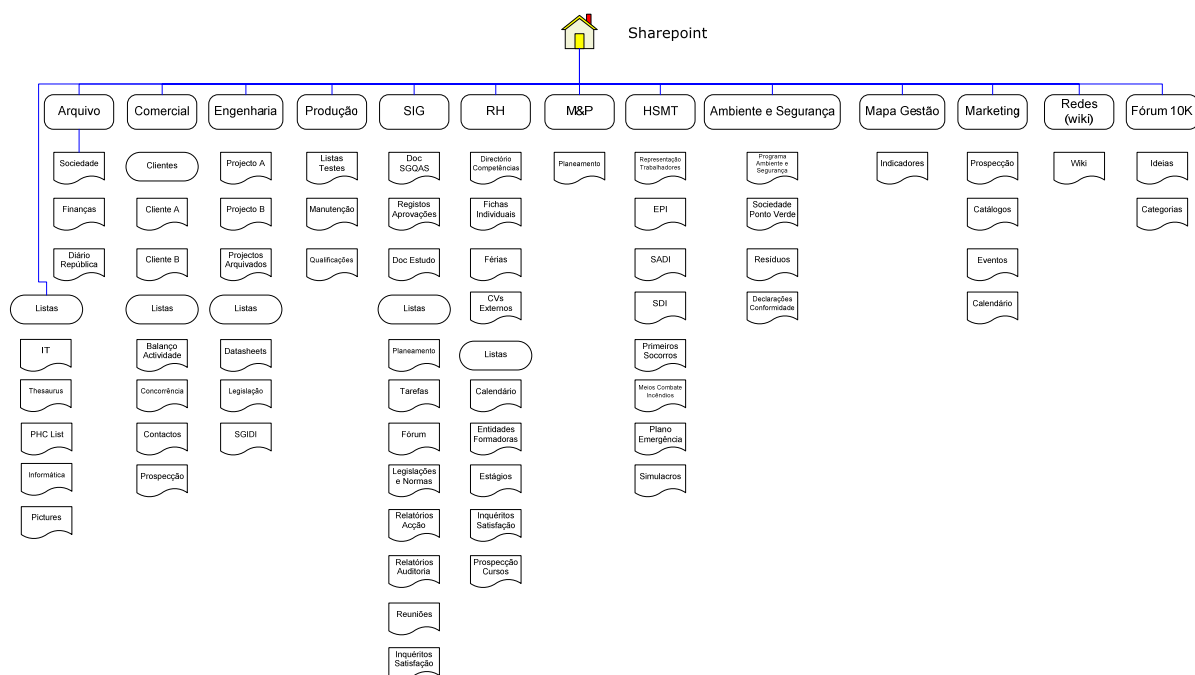 Sharepoint
Arquivo
Comercial
Engenharia
Produção
SIG
RH
M&P
HSMT
Ambiente e Segurança
Mapa Gestão
Marketing
Redes
(wiki)
Fórum 10K
Sociedade
Finanças
Diário
República
Listas
IT
Thesaurus
PHC List
Informática
Pictures
Clientes
Cliente A
Cliente B
Listas
Balanço
Actividade
Concorrência
Contactos
Prospecção
Projecto A
Projecto B
Projectos
Arquivados
Listas
Datasheets
Legislação
SGIDI
Listas
Testes
Manutenção
Qualificações
Doc
SGQAS
Registos
Aprovações
Doc Estudo
Listas
Planeamento
Tarefas
Fórum
Legislações
e Normas
Relatórios
Acção
Relatórios
Auditoria
Reuniões
Inquéritos
Satisfação
Directório
Competências
Fichas
Individuais
Férias
CVs
Externos
Listas
Calendário
Entidades
Formadoras
Estágios
Inquéritos
Satisfação
Prospecção
Cursos
Planeamento
Representação
Trabalhadores
EPI
SADI
SDI
Primeiros
Socorros
Meios Combate
Incêndios
Plano
Emergência
Simulacros
Programa
Ambiente e
Segurança
Sociedade
Ponto Verde
Resíduos
Declarações
Conformidade
Indicadores
Prospecção
Catálogos
Eventos
Calendário
Wiki
Ideias
Categorias